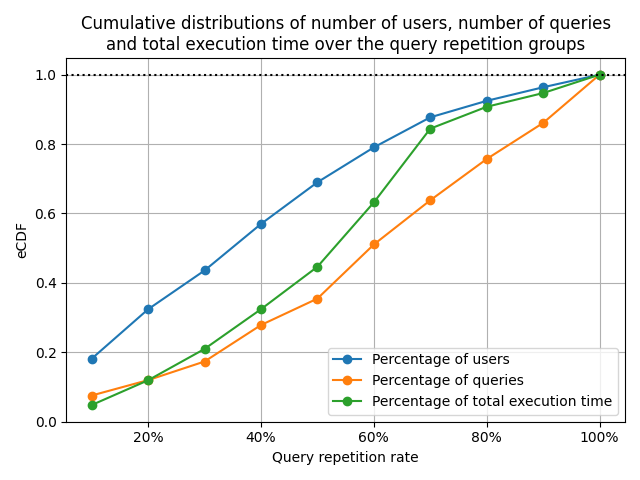 Cumulative distributions of number of users, number of queries
and total execution time over the query repetition groups
1.0
0.8
0.6
0.4
0.2
0.0
eCDF
Percentage of users
Percentage of queries
Percentage of total execution time
20%
40%
60%
80%
100%
Query repetition rate